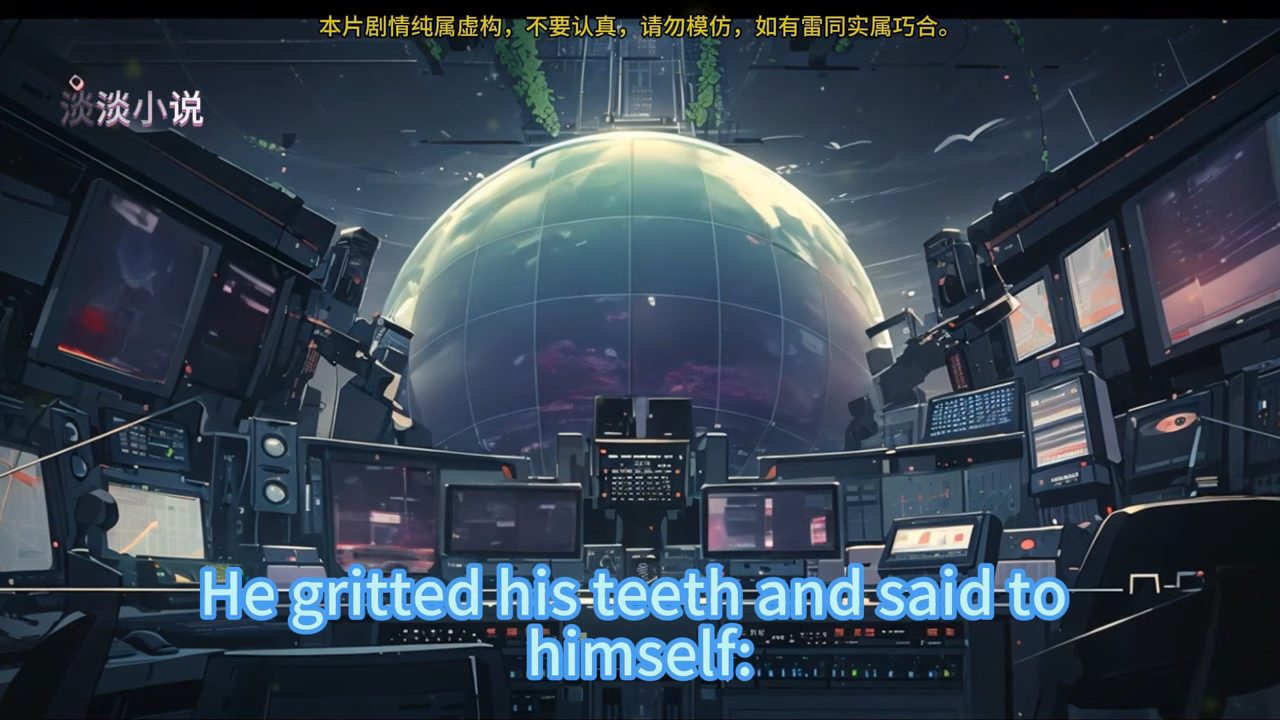 本片剧情纯属虚构，不要认真，请勿模仿，如有雷同实属巧合。
淡淡小说
He gritted his teeth and said to
himself: